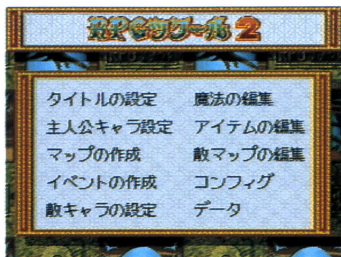 RPGツクール2
タイトルの設定
主人公キャラ設定
マップの作成
イベントの作成
敵キャラの設定
魔法の編集
アイテムの編集
敵マップの編集
コンフィグ
データ